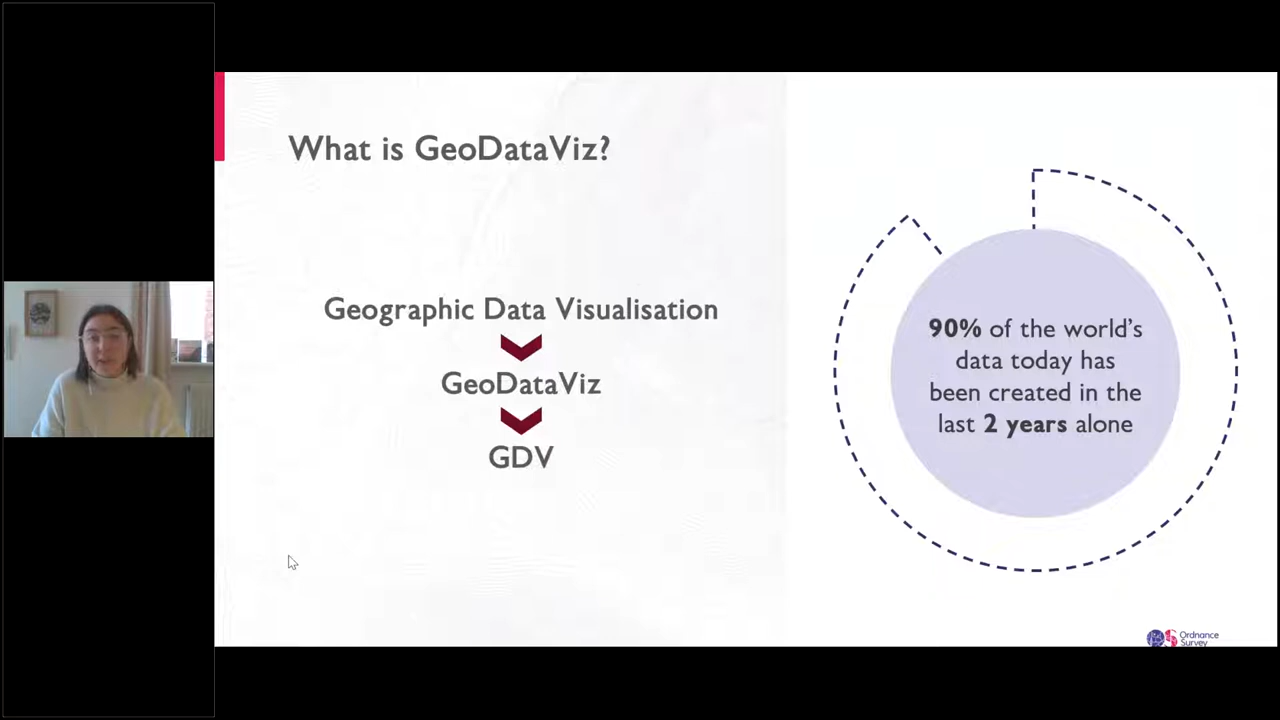 What is GeoDataViz?
Geographic Data Visualisation
GeoDataViz
GDV
90% of the world's
data today has
been created in the
last 2 years alone
Ordnance
Survey